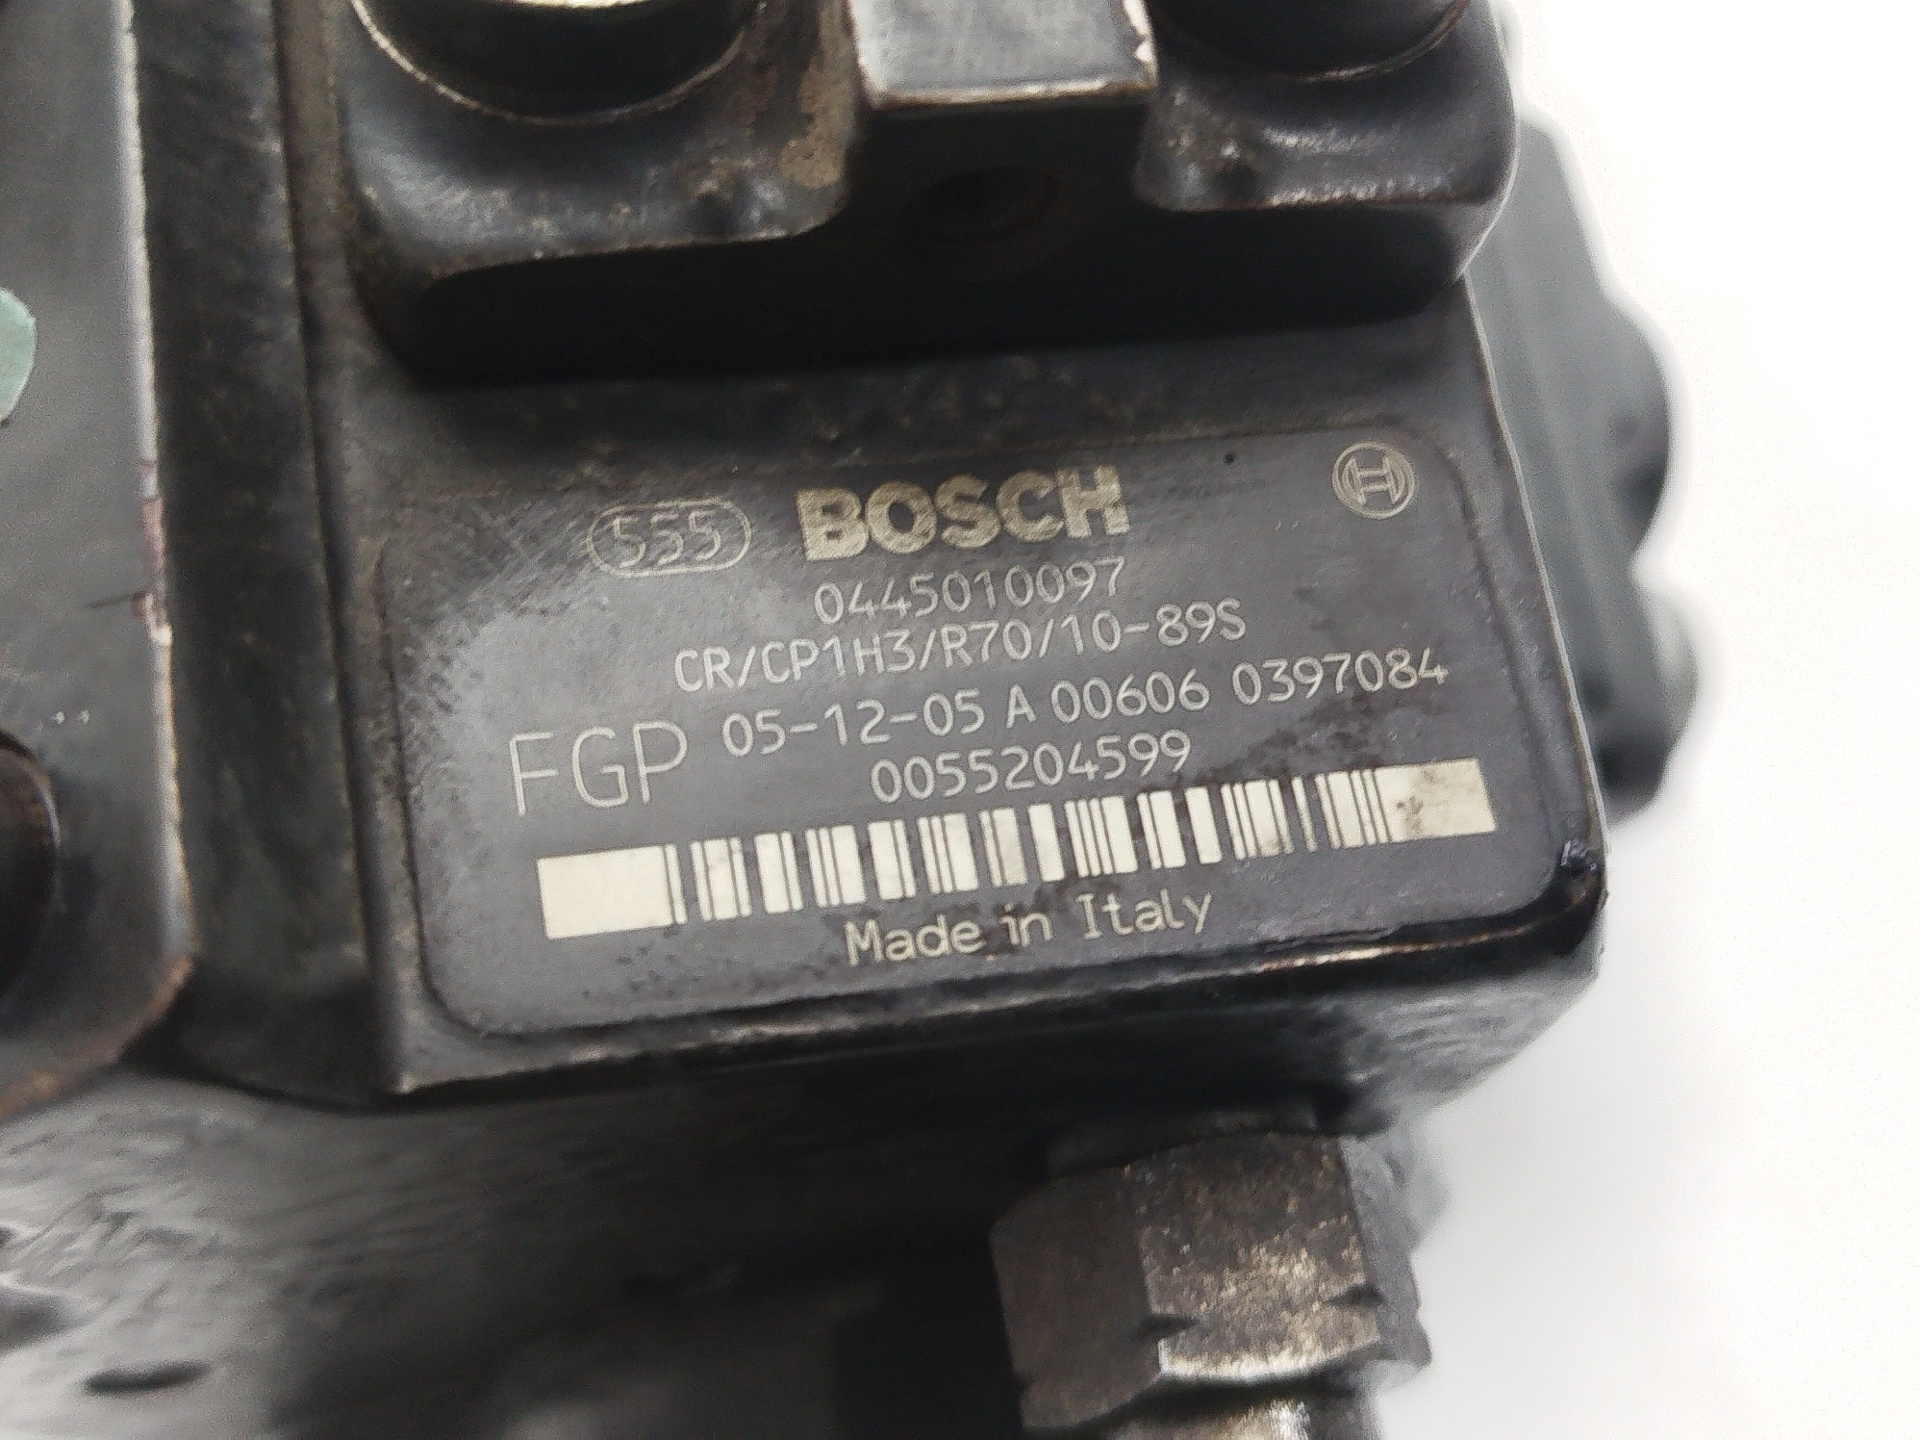 555 BOSCH
0445010097
CR/CP1H3/R70/10-89S
FGP 05-12-05 A 00606 0397084
0055204599
Made in Italy